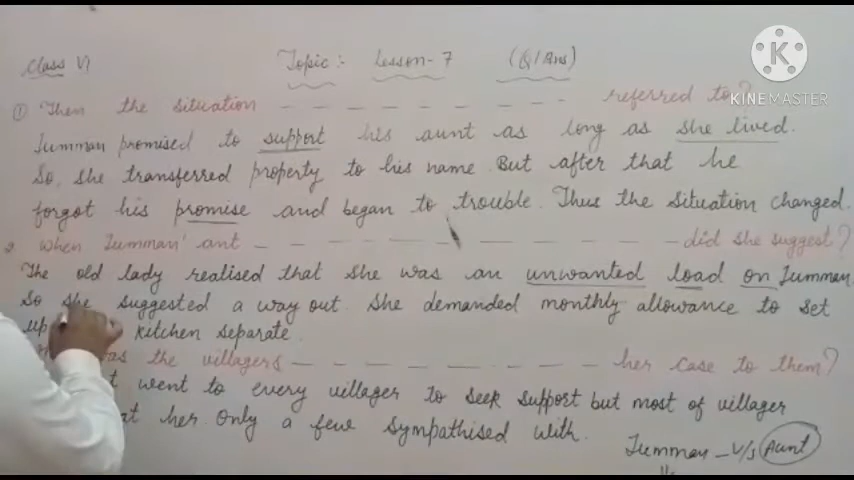 Class VI Topic:- Lesson-7 (Q/Ans)
KINEMASTER
① Then the situation - - - - - - - - - referred to?
Jumman promised to support his aunt as long as she lived.
So, she transferred property to his name. But after that he
forgot his promise and began to trouble. Thus the situation changed.
2 When Jumman' ant - - - - - - - - - - did she suggest?
The old lady realised that she was an unwanted load on Jumman.
So she suggested a way out. She demanded monthly allowance to set
up kitchen separate.
was the villagers - - - - - - - - - her case to them?
went to every villager to seek support but most of villager
at her. Only a few sympathised with.
Jumman - V/s Aunt